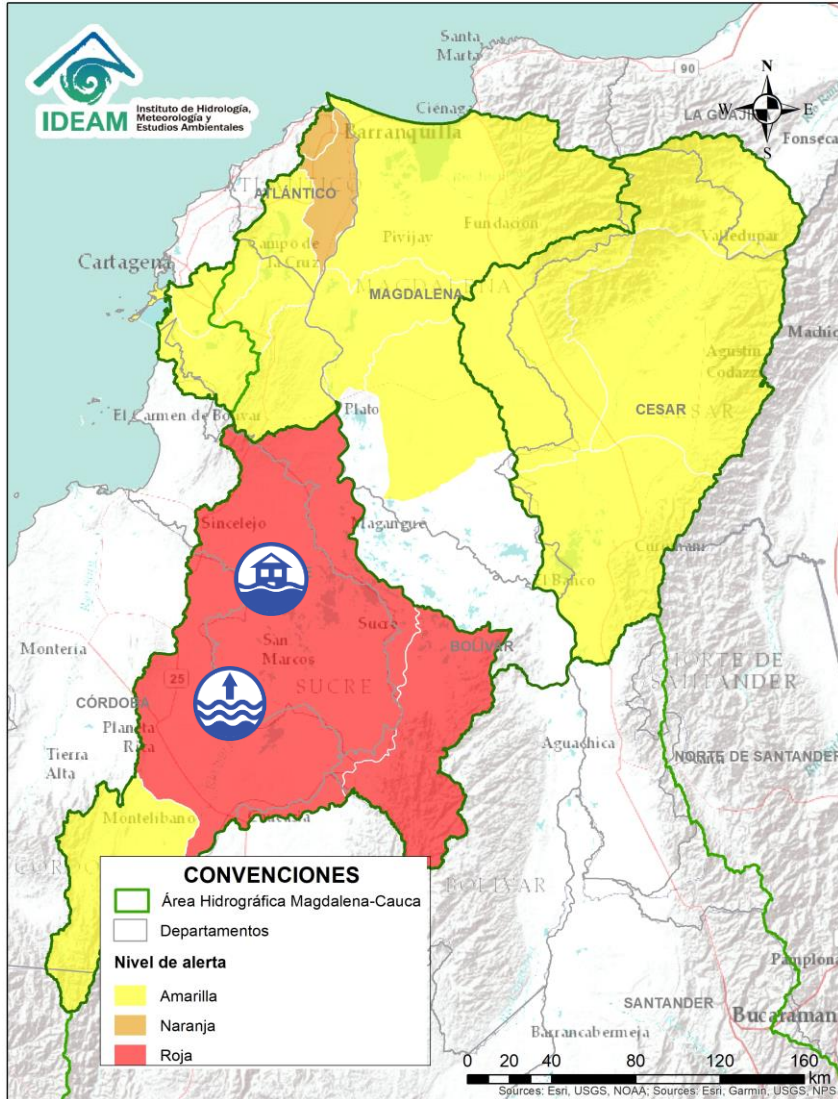 Santa
Marta
90
N
W E
S
IDEAM
Instituto de Hidrología,
Meteorología y
Estudios Ambientales
Ciénaga
LA GUAJIRA
Fonseca
Barranquilla
ATLÁNTICO
Campo de
la Cruz
Pivijay
Fundación
Valledupar
Cartagena
MAGDALENA
Agustín
Codazzi
CESAR
El Carmen de Bolívar
Plato
Sincelejo
Magangue
Curumaní
El Banco
Montería
Sucre
San
Marcos
BOLÍVAR
25
SUCRE
CÓRDOBA
Planeta
Rica
NORTE DE
SANTANDER
Tierra
Alta
Aguachica
NORTE DE SANTANDER
Montelíbano
Caucasia
CONVENCIONES
Área Hidrográfica Magdalena-Cauca
Departamentos
Nivel de alerta
Amarilla
Naranja
Roja
BOLÍVAR
Pamplona
SANTANDER
Bucaraman
Barrancabermeja
0 20 40 80 120 160
Km
Sources: Esri, USGS, NOAA; Sources: Esri, Garmin, USGS, NPS